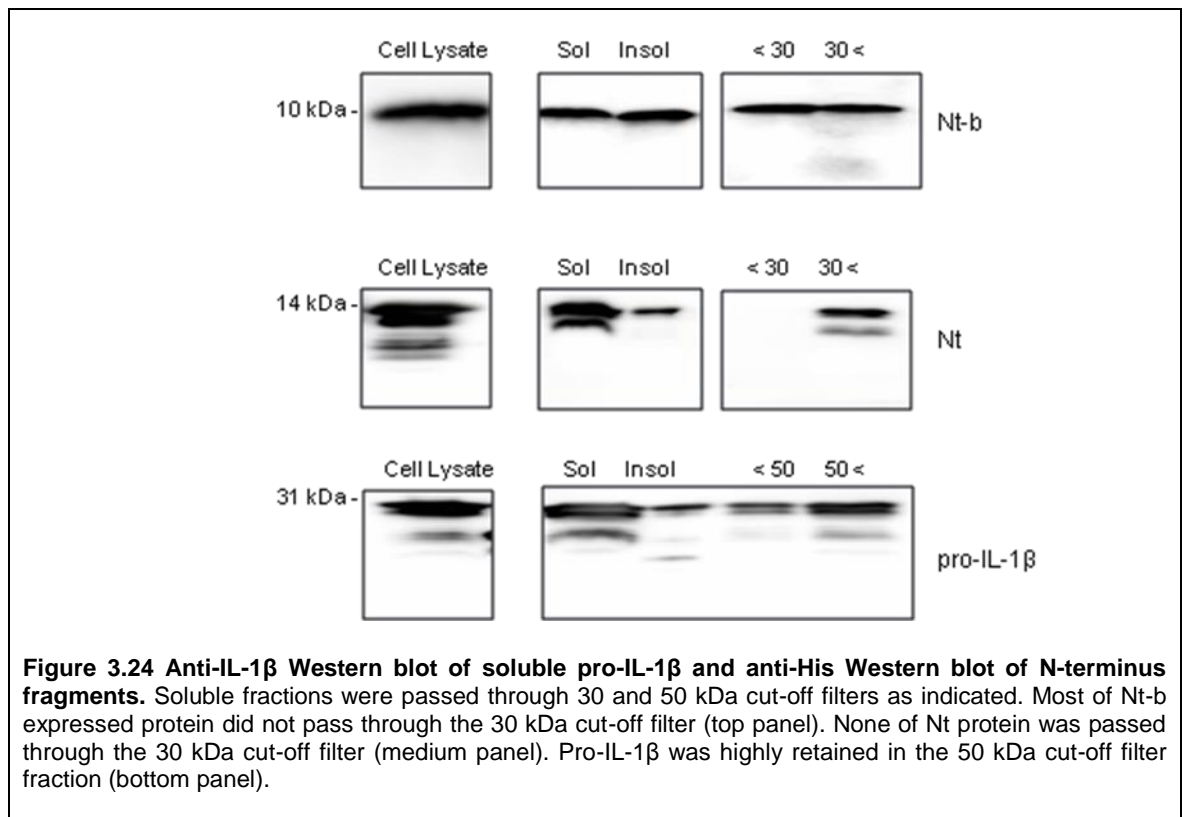 Cell Lysate Sol Insol < 30 30 <
10 kDa-
Nt-b
Cell Lysate Sol Insol < 30 30 <
14 kDa-
Nt
Cell Lysate Sol Insol < 50 50 <
31 kDa-
pro-IL-1β
Figure 3.24 Anti-IL-1β Western blot of soluble pro-IL-1β and anti-His Western blot of N-terminus
fragments. Soluble fractions were passed through 30 and 50 kDa cut-off filters as indicated. Most of Nt-b
expressed protein did not pass through the 30 kDa cut-off filter (top panel). None of Nt protein was passed
through the 30 kDa cut-off filter (medium panel). Pro-IL-1β was highly retained in the 50 kDa cut-off filter
fraction (bottom panel).